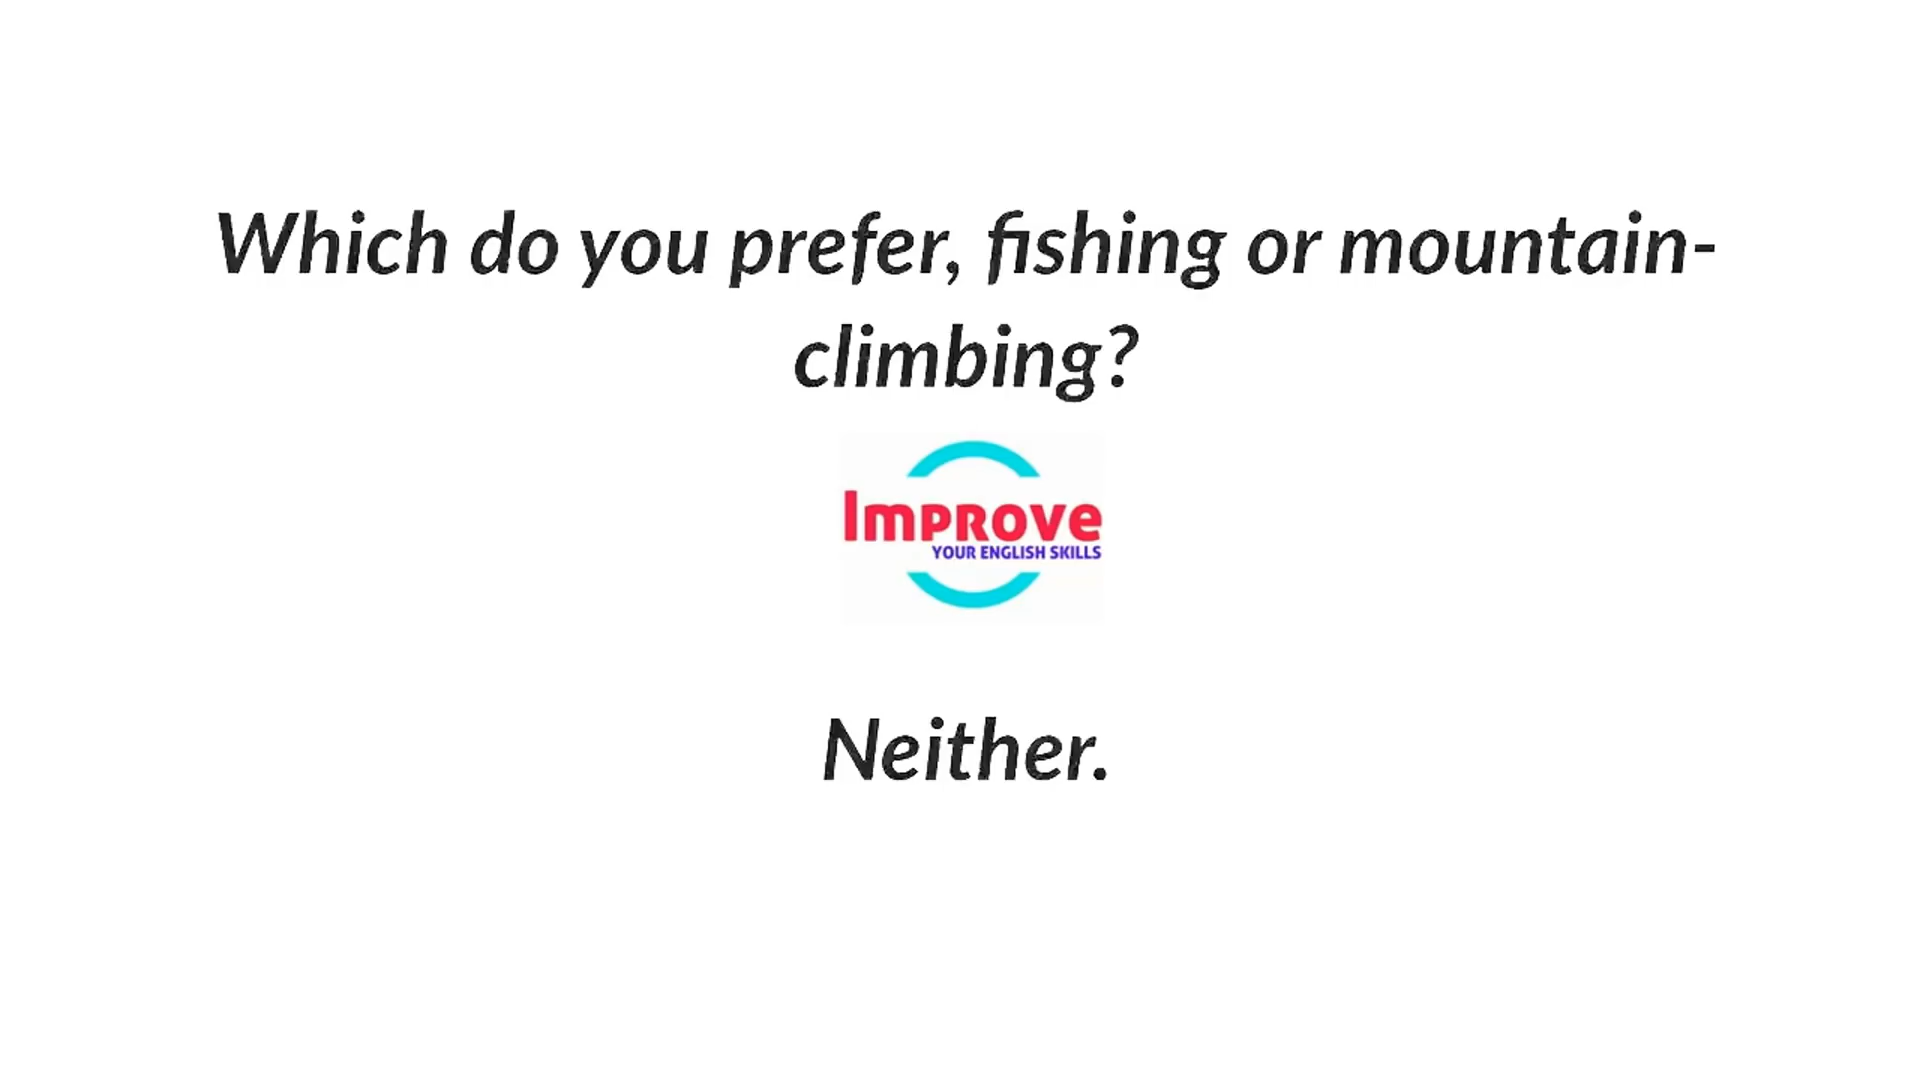 Which do you prefer, fishing or mountain-
climbing?
Improve
YOUR ENGLISH SKILLS
Neither.